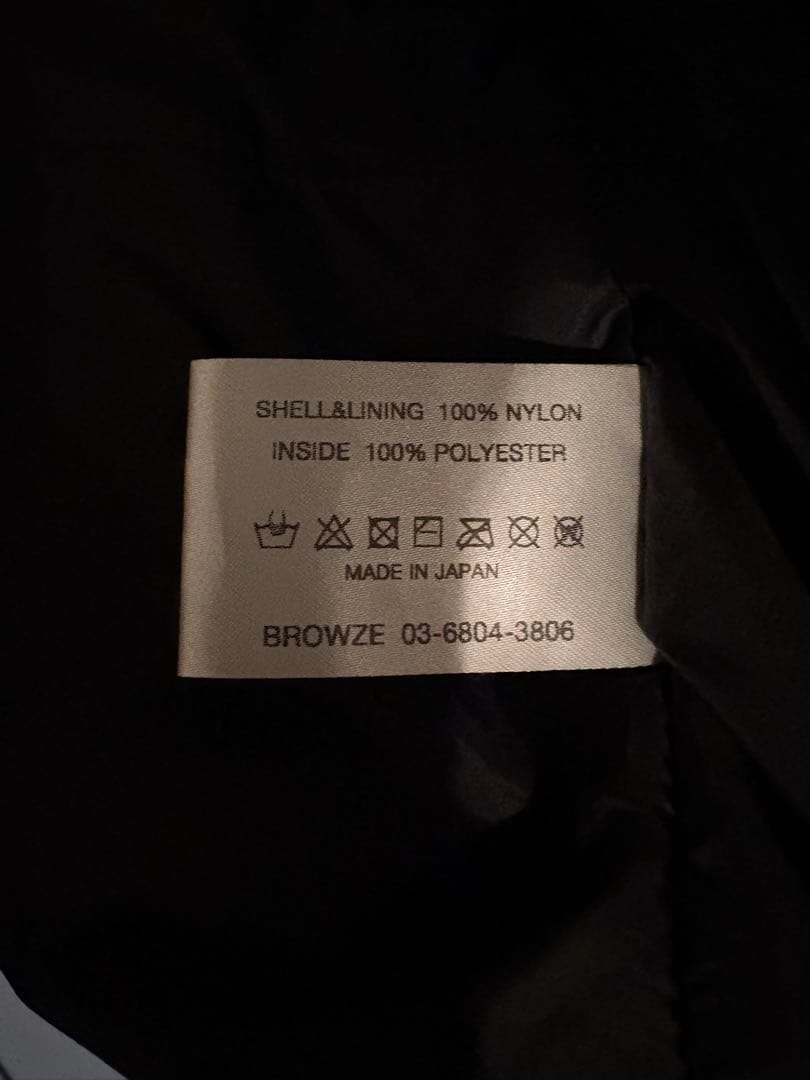 SHELL&LINING 100% NYLON
INSIDE 100% POLYESTER
MADE IN JAPAN
BROWZE 03-6804-3806